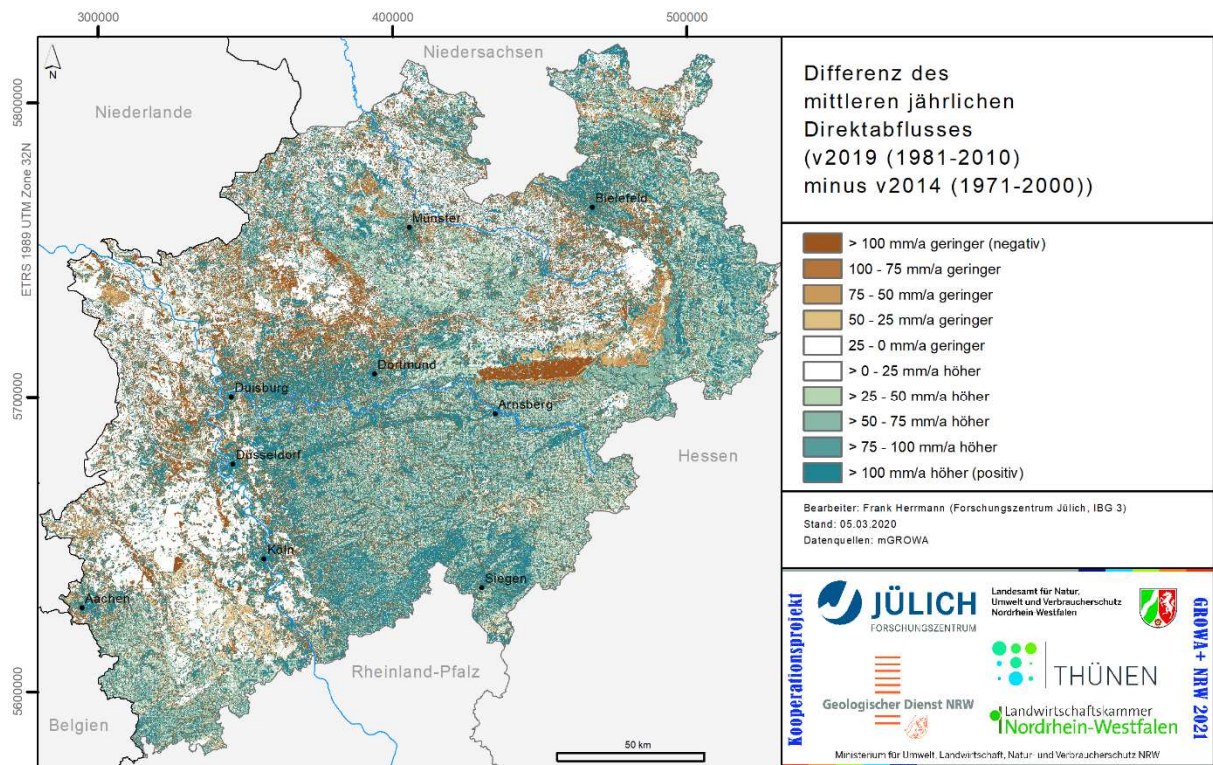 300000
400000
500000
5800000
5700000
5600000
ETRS 1989 UTM Zone 32N
N
Niedersachsen
Niederlande
Bielefeld
Münster
Dortmund
Duisburg
Arnsberg
Düsseldorf
Hessen
Köln
Siegen
Aachen
Rheinland-Pfalz
Belgien
50 km
Differenz des
mittleren jährlichen
Direktabflusses
(v2019 (1981-2010)
minus v2014 (1971-2000))
> 100 mm/a geringer (negativ)
100 - 75 mm/a geringer
75 - 50 mm/a geringer
50 - 25 mm/a geringer
25 - 0 mm/a geringer
> 0 - 25 mm/a höher
> 25 - 50 mm/a höher
> 50 - 75 mm/a höher
> 75 - 100 mm/a höher
> 100 mm/a höher (positiv)
Bearbeiter: Frank Herrmann (Forschungszentrum Jülich, IBG 3)
Stand: 05.03.2020
Datenquellen: mGROWA
Kooperationsprojekt
JÜLICH
FORSCHUNGSZENTRUM
Landesamt für Natur,
Umwelt und Verbraucherschutz
Nordrhein-Westfalen
THÜNEN
Geologischer Dienst NRW
Landwirtschaftskammer
Nordrhein-Westfalen
GROWA+ NRW 2021
Ministerium für Umwelt, Landwirtschaft, Natur- und Verbraucherschutz NRW